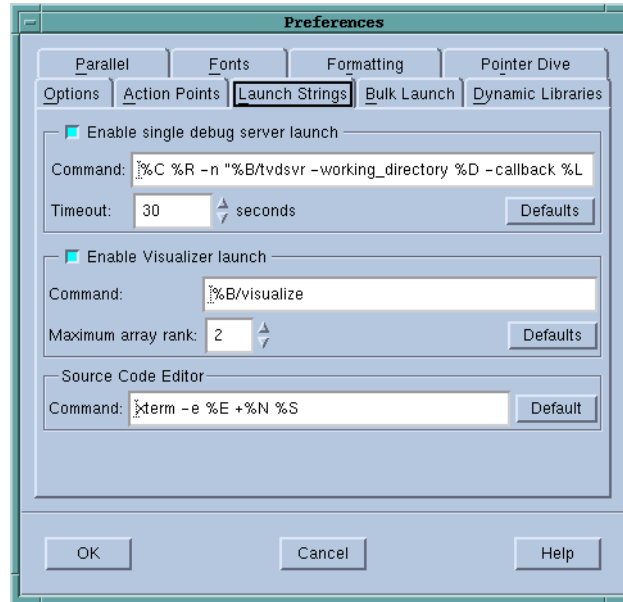 Preferences
Parallel Fonts Formatting Pointer Dive
Options Action Points Launch Strings Bulk Launch Dynamic Libraries
Enable single debug server launch
Command: %C %R -n "%B/tvdsvr -working_directory %D -callback %L
Timeout: 30 seconds Defaults
Enable Visualizer launch
Command: %B/visualize
Maximum array rank: 2 Defaults
Source Code Editor
Command: xterm -e %E +%N %S Default
OK Cancel Help